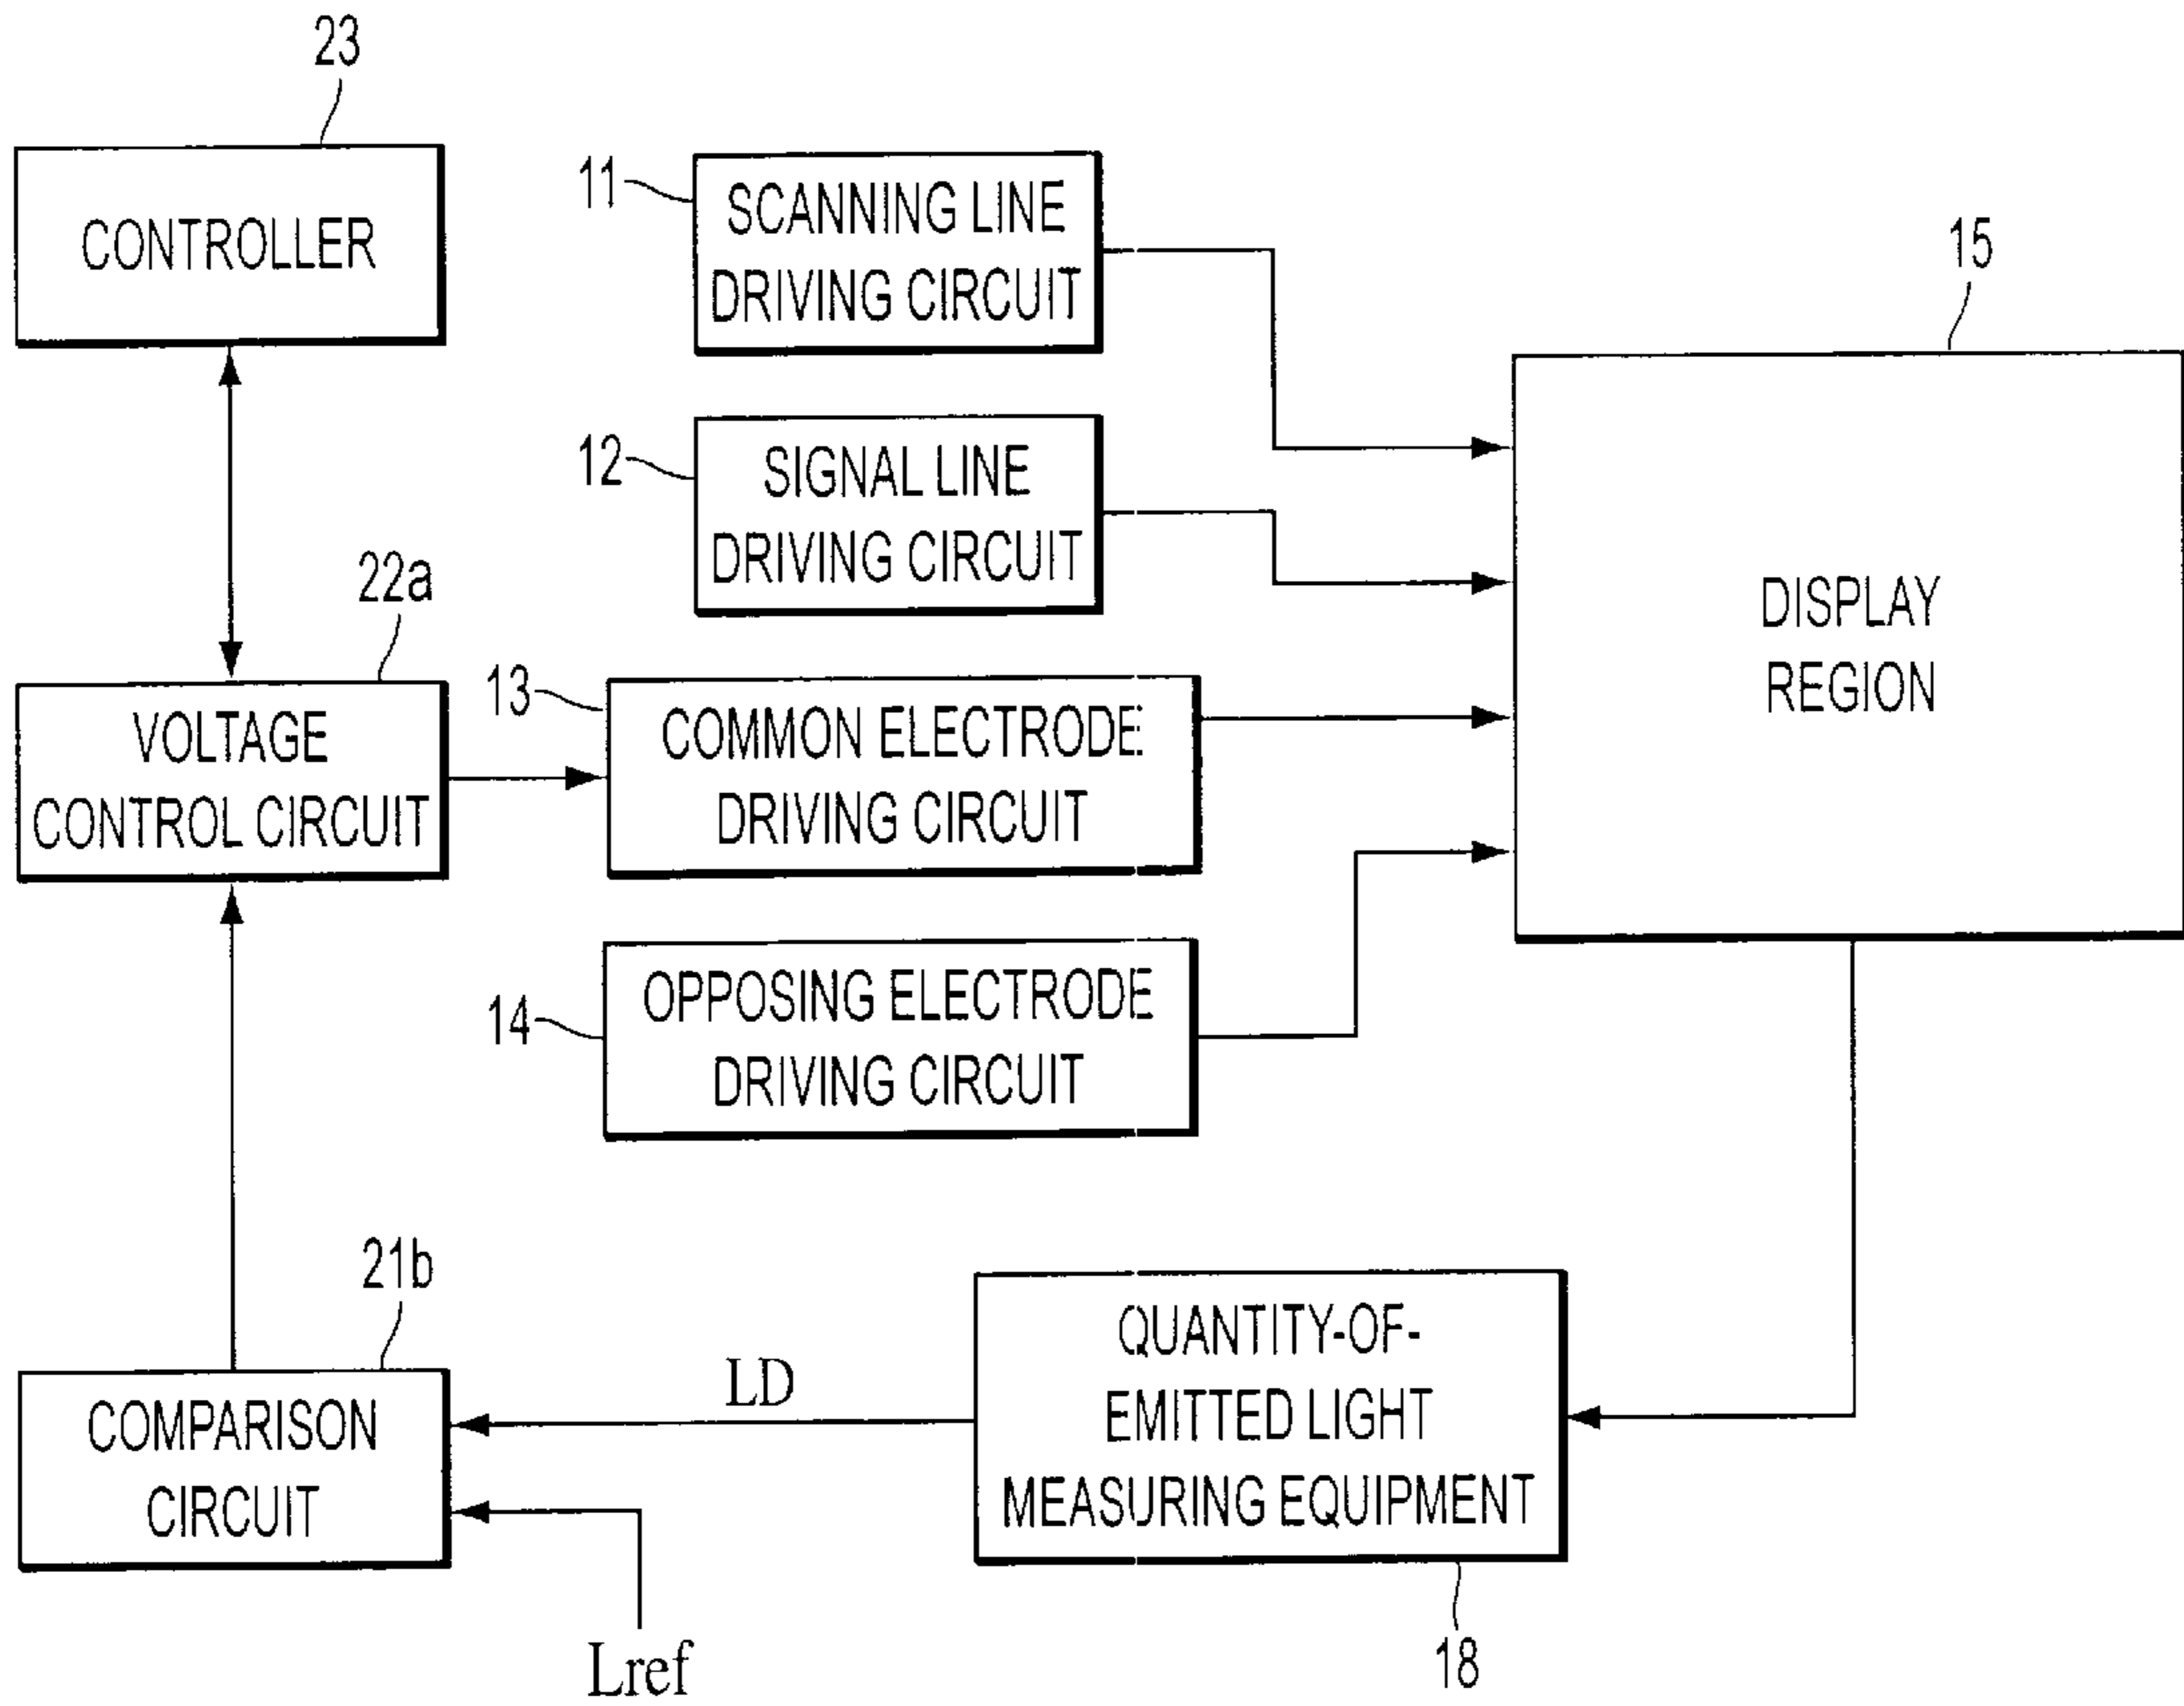 23
CONTROLLER
11
SCANNING LINE
DRIVING CIRCUIT
15
12
SIGNAL LINE
DRIVING CIRCUIT
DISPLAY
REGION
22a
VOLTAGE
CONTROL CIRCUIT
13
COMMON ELECTRODE
DRIVING CIRCUIT
14
OPPOSING ELECTRODE
DRIVING CIRCUIT
21b
COMPARISON
CIRCUIT
LD
Lref
QUANTITY-OF-
EMITTED LIGHT
MEASURING EQUIPMENT
18